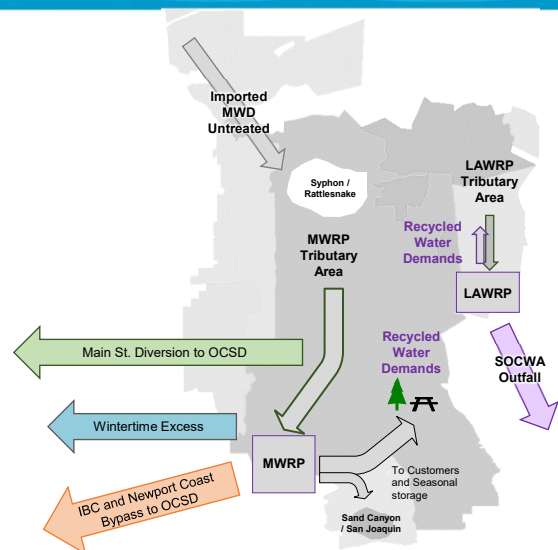 Imported
MWD
Untreated
Syphon /
Rattlesnake
LAWRP
Tributary
Area
Recycled
Water
Demands
LAWRP
MWRP
Tributary
Area
Main St. Diversion to OCSD
Recycled
Water
Demands
SOCWA
Outfall
Wintertime Excess
MWRP
To Customers
and Seasonal
storage
IBC and Newport Coast
Bypass to OCSD
Sand Canyon
/ San Joaquin